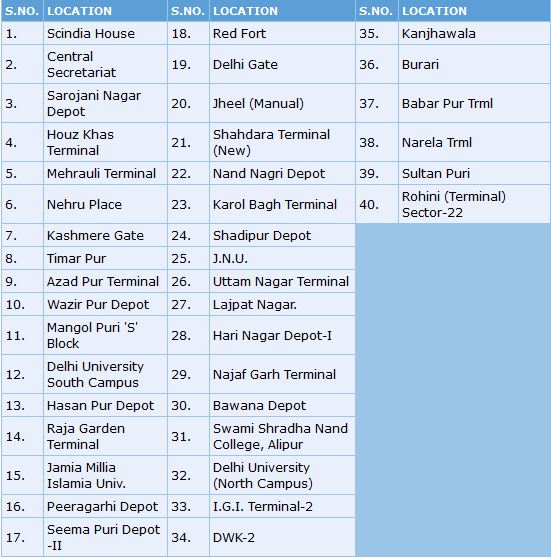 S.NO. LOCATION S.NO. LOCATION S.NO. LOCATION
1. Scindia House 18. Red Fort 35. Kanjhawala
2. Central
Secretariat 19. Delhi Gate 36. Burari
3. Sarojani Nagar
Depot 20. Jheel (Manual) 37. Babar Pur Trml
4. Houz Khas
Terminal 21. Shahdara Terminal
(New) 38. Narela Trml
5. Mehrauli Terminal 22. Nand Nagri Depot 39. Sultan Puri
6. Nehru Place 23. Karol Bagh Terminal 40. Rohini (Terminal)
Sector-22
7. Kashmere Gate 24. Shadipur Depot
8. Timar Pur 25. J.N.U.
9. Azad Pur Terminal 26. Uttam Nagar Terminal
10. Wazir Pur Depot 27. Lajpat Nagar.
11. Mangol Puri 'S'
Block 28. Hari Nagar Depot-I
12. Delhi University
South Campus 29. Najaf Garh Terminal
13. Hasan Pur Depot 30. Bawana Depot
14. Raja Garden
Terminal 31. Swami Shradha Nand
College, Alipur
15. Jamia Millia
Islamia Univ. 32. Delhi University
(North Campus)
16. Peeragarhi Depot 33. I.G.I. Terminal-2
17. Seema Puri Depot
-II 34. DWK-2